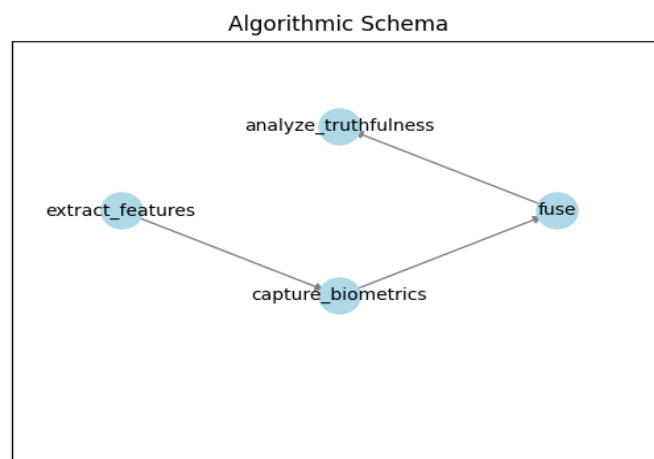 Algorithmic Schema
analyze_truthfulness
extract_features
fuse
capture_biometrics